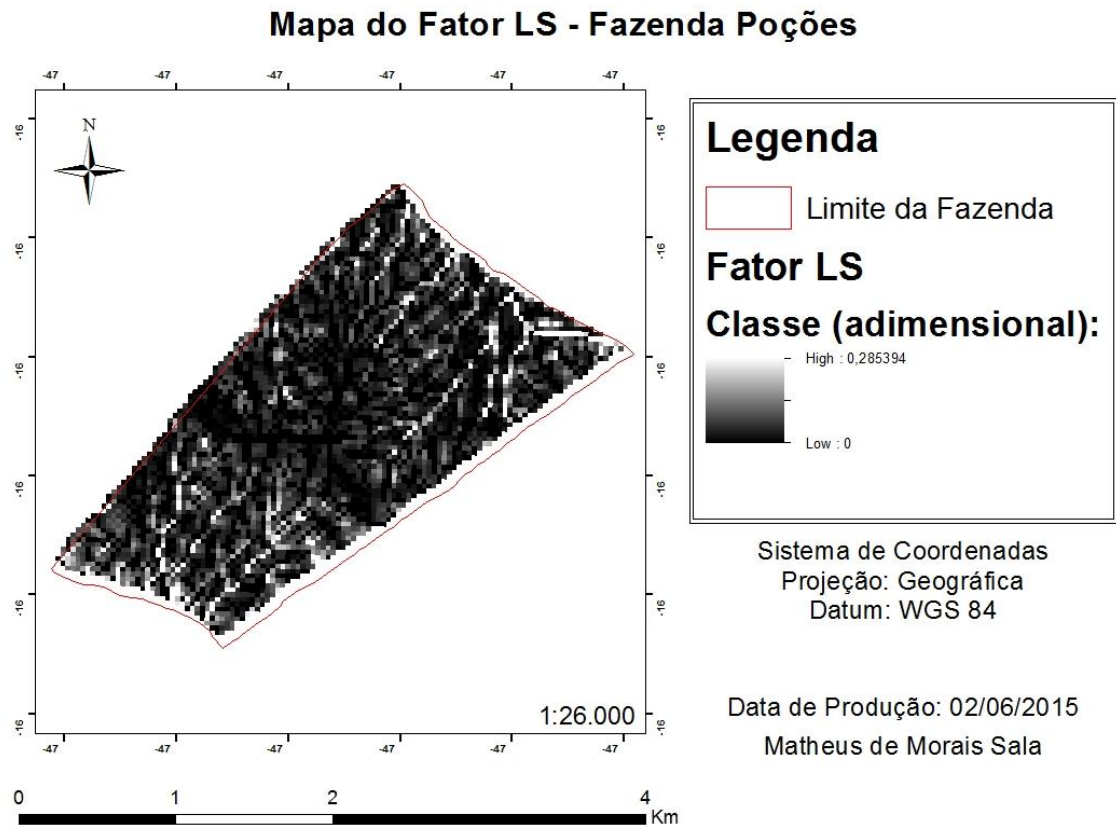 Mapa do Fator LS - Fazenda Poções
-47 -47 -47 -47 -47 -47
-16
-16
-16
-16
-16
-16
N
-16
-16
-16
-16
-16
-16
1:26.000
-47 -47 -47 -47 -47 -47
0 1 2 4
Km
Legenda
Limite da Fazenda
Fator LS
Classe (adimensional):
High : 0,285394
Low : 0
Sistema de Coordenadas
Projeção: Geográfica
Datum: WGS 84
Data de Produção: 02/06/2015
Matheus de Morais Sala